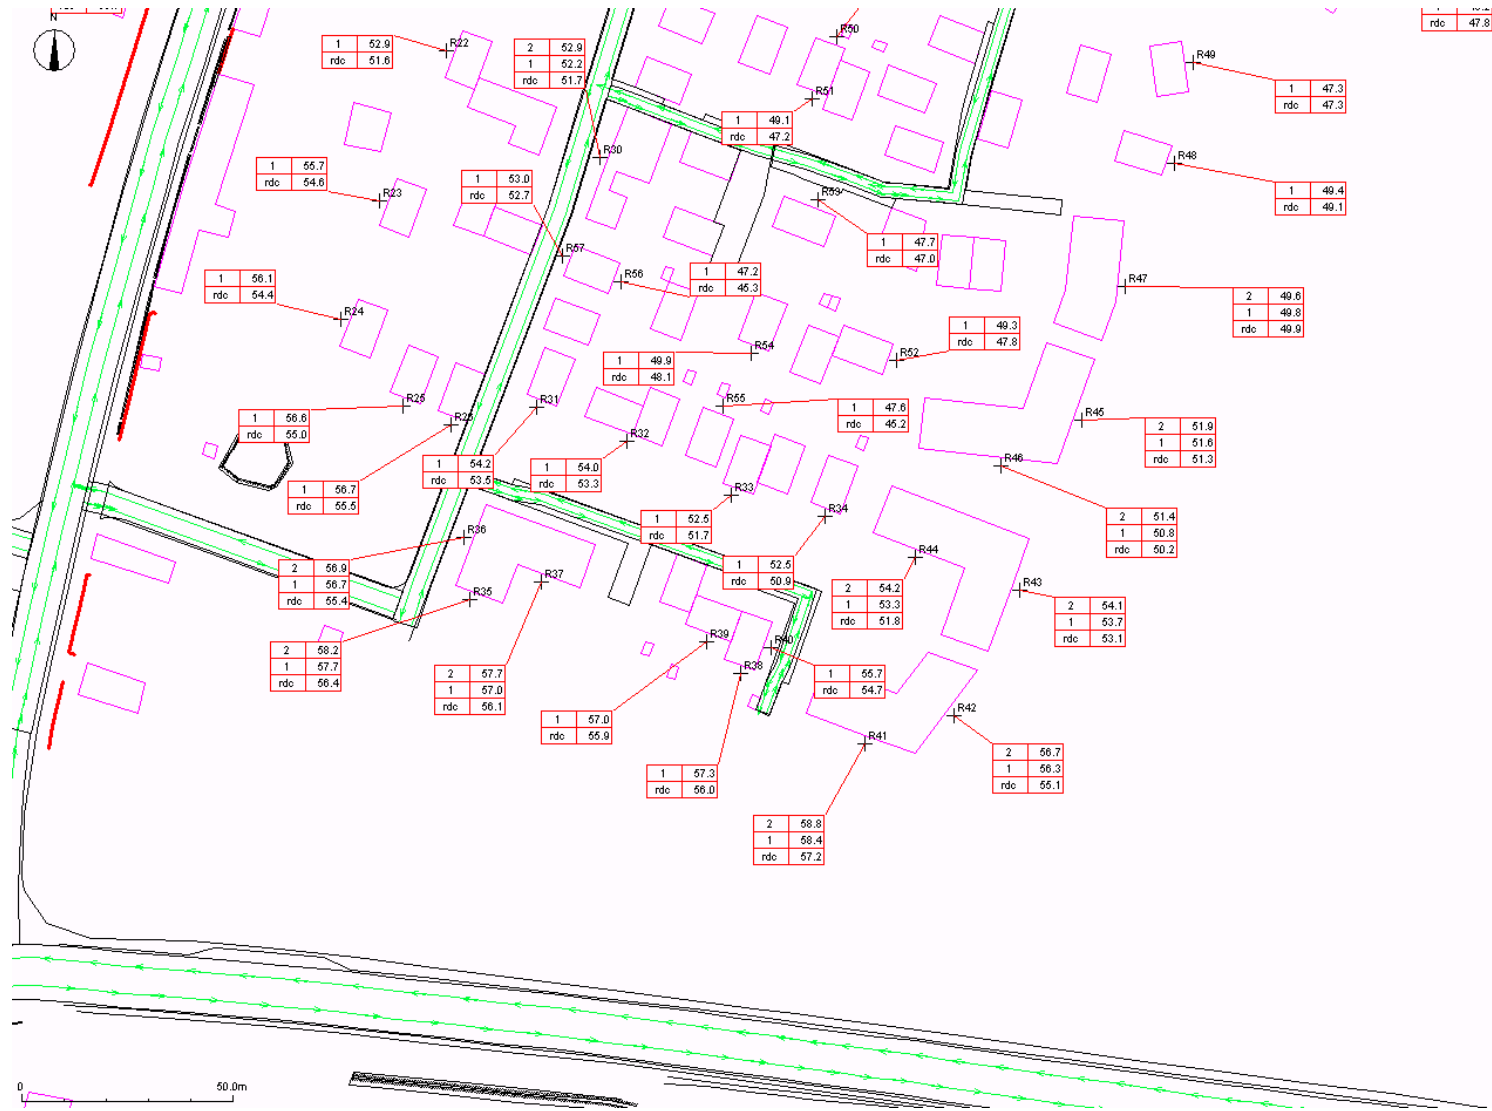 N
1 52.9
rdc 51.6
R22
2 52.9
1 52.2
rdc 51.7
R50
rdc 47.8
R49
1 47.3
rdc 47.3
R51
1 49.1
rdc 47.2
R30
R48
1 49.4
rdc 49.1
1 55.7
rdc 54.6
R23
1 53.0
rdc 52.7
R53
1 47.7
rdc 47.0
R57
R56
1 47.2
rdc 45.3
R47
2 49.6
1 49.8
rdc 49.9
1 56.1
rdc 54.4
R24
1 49.3
rdc 47.8
R52
R54
1 49.9
rdc 48.1
R25
R31
R55
1 47.6
rdc 45.2
R45
2 51.9
1 51.6
rdc 51.3
1 56.6
rdc 55.0
R32
1 54.2
rdc 53.5
1 54.0
rdc 53.3
R46
1 56.7
rdc 55.5
R33
1 52.5
rdc 51.7
R34
2 51.4
1 50.8
rdc 50.2
R36
2 56.9
1 56.7
rdc 55.4
R44
1 52.5
rdc 50.9
R37
R35
2 54.2
1 53.3
rdc 51.8
R43
2 54.1
1 53.7
rdc 53.1
R39
R40
2 58.2
1 57.7
rdc 56.4
2 57.7
1 57.0
rdc 56.1
R38
1 55.7
rdc 54.7
1 57.0
rdc 55.9
R42
R41
2 56.7
1 56.3
rdc 55.1
1 57.3
rdc 56.0
2 58.8
1 58.4
rdc 57.2
0 50.0m